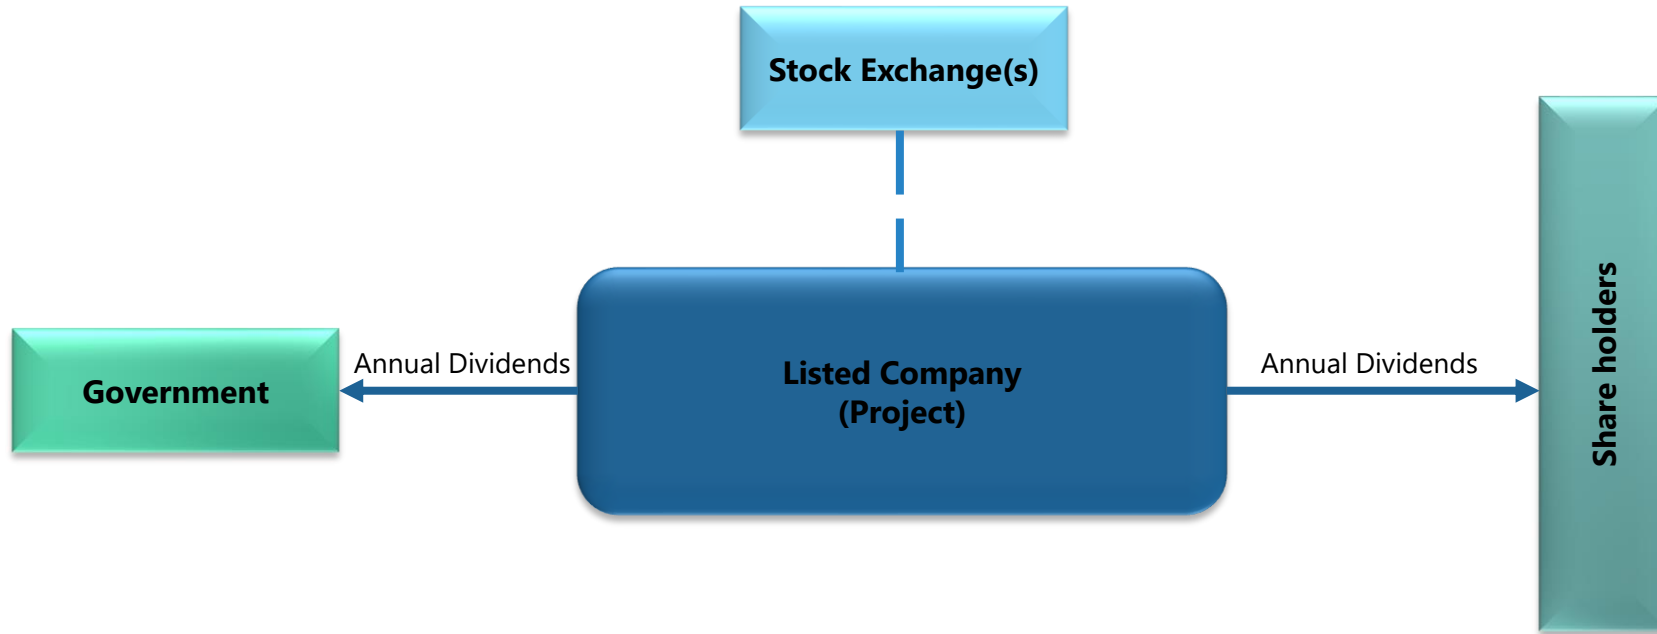 Stock Exchange(s)
Government
Annual Dividends
Listed Company
(Project)
Annual Dividends
Share holders